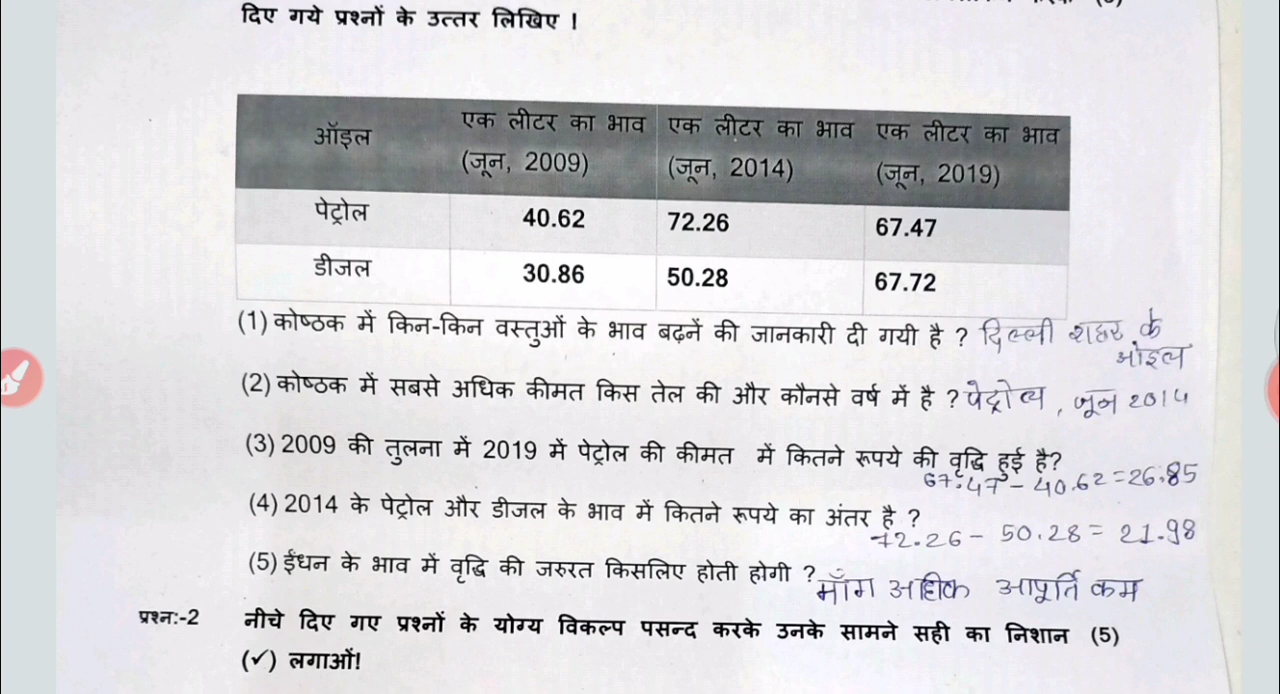 दिए गये प्रश्नों के उत्तर लिखिए !
ऑइल एक लीटर का भाव (जून, 2009) एक लीटर का भाव (जून, 2014) एक लीटर का भाव (जून, 2019)
पेट्रोल 40.62 72.26 67.47
डीजल 30.86 50.28 67.72
(1) कोष्ठक में किन-किन वस्तुओं के भाव बढ़नें की जानकारी दी गयी है ? दिल्ली शहर के
ओइल
(2) कोष्ठक में सबसे अधिक कीमत किस तेल की और कौनसे वर्ष में है ? पेट्रोल, जून 2014
(3) 2009 की तुलना में 2019 में पेट्रोल की कीमत में कितने रूपये की वृद्धि हुई है?
67.47 - 40.62 = 26.85
(4) 2014 के पेट्रोल और डीजल के भाव में कितने रूपये का अंतर है ?
72.26 - 50.28 = 21.98
(5) ईंधन के भाव में वृद्धि की जरुरत किसलिए होती होगी ? माँग अधिक आपूर्ति कम
प्रश्न:-2 नीचे दिए गए प्रश्नों के योग्य विकल्प पसन्द करके उनके सामने सही का निशान (5)
(✓) लगाओं!